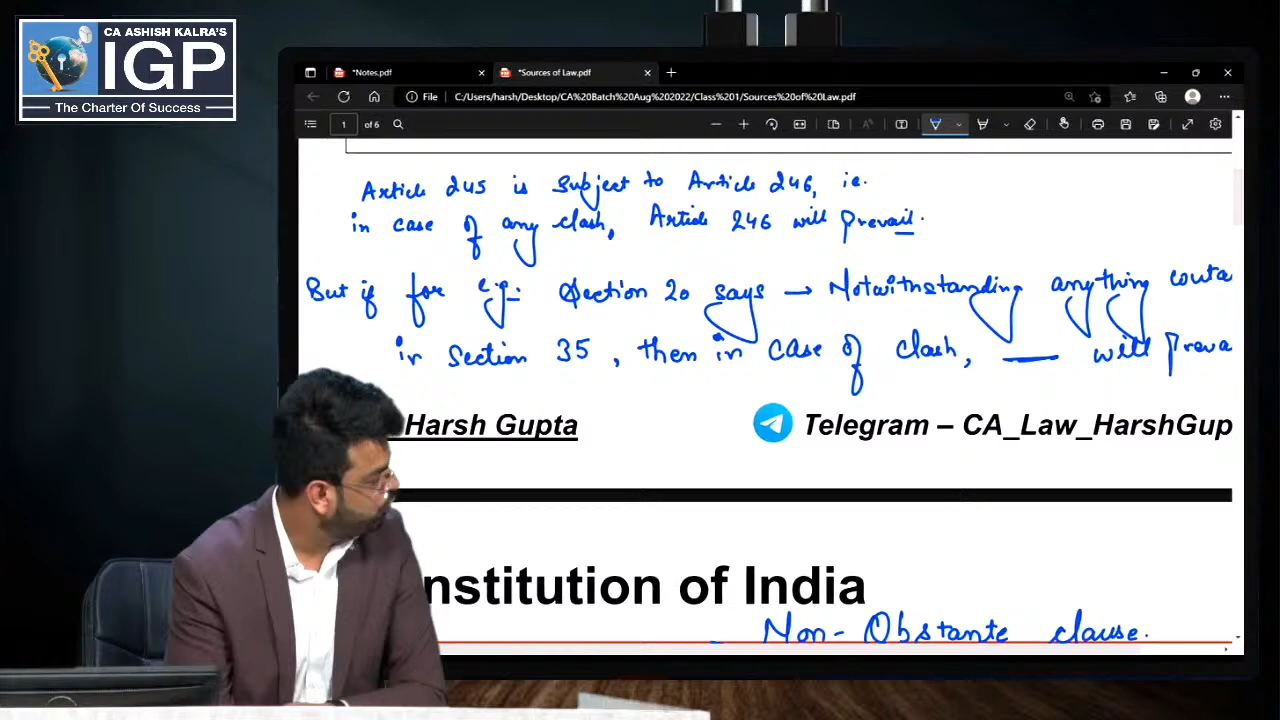 CA ASHISH KALRA'S
IGP
The Charter Of Success
*Notes.pdf
*Sources of Law.pdf
File
C:/Users/harsh/Desktop/CA%20Batch%20Aug%202022/Class%201/Sources%20of%20Law.pdf
1 of 6
Article 245 is subject to Article 246, i.e.
in case of any clash, Article 246 will prevail.
But if for e.g.: Section 20 says → Notwithstanding anything conta
in section 35, then in case of clash, ___ will Preva
Harsh Gupta
Telegram – CA_Law_HarshGup
nstitution of India
Non-Obstante clause.